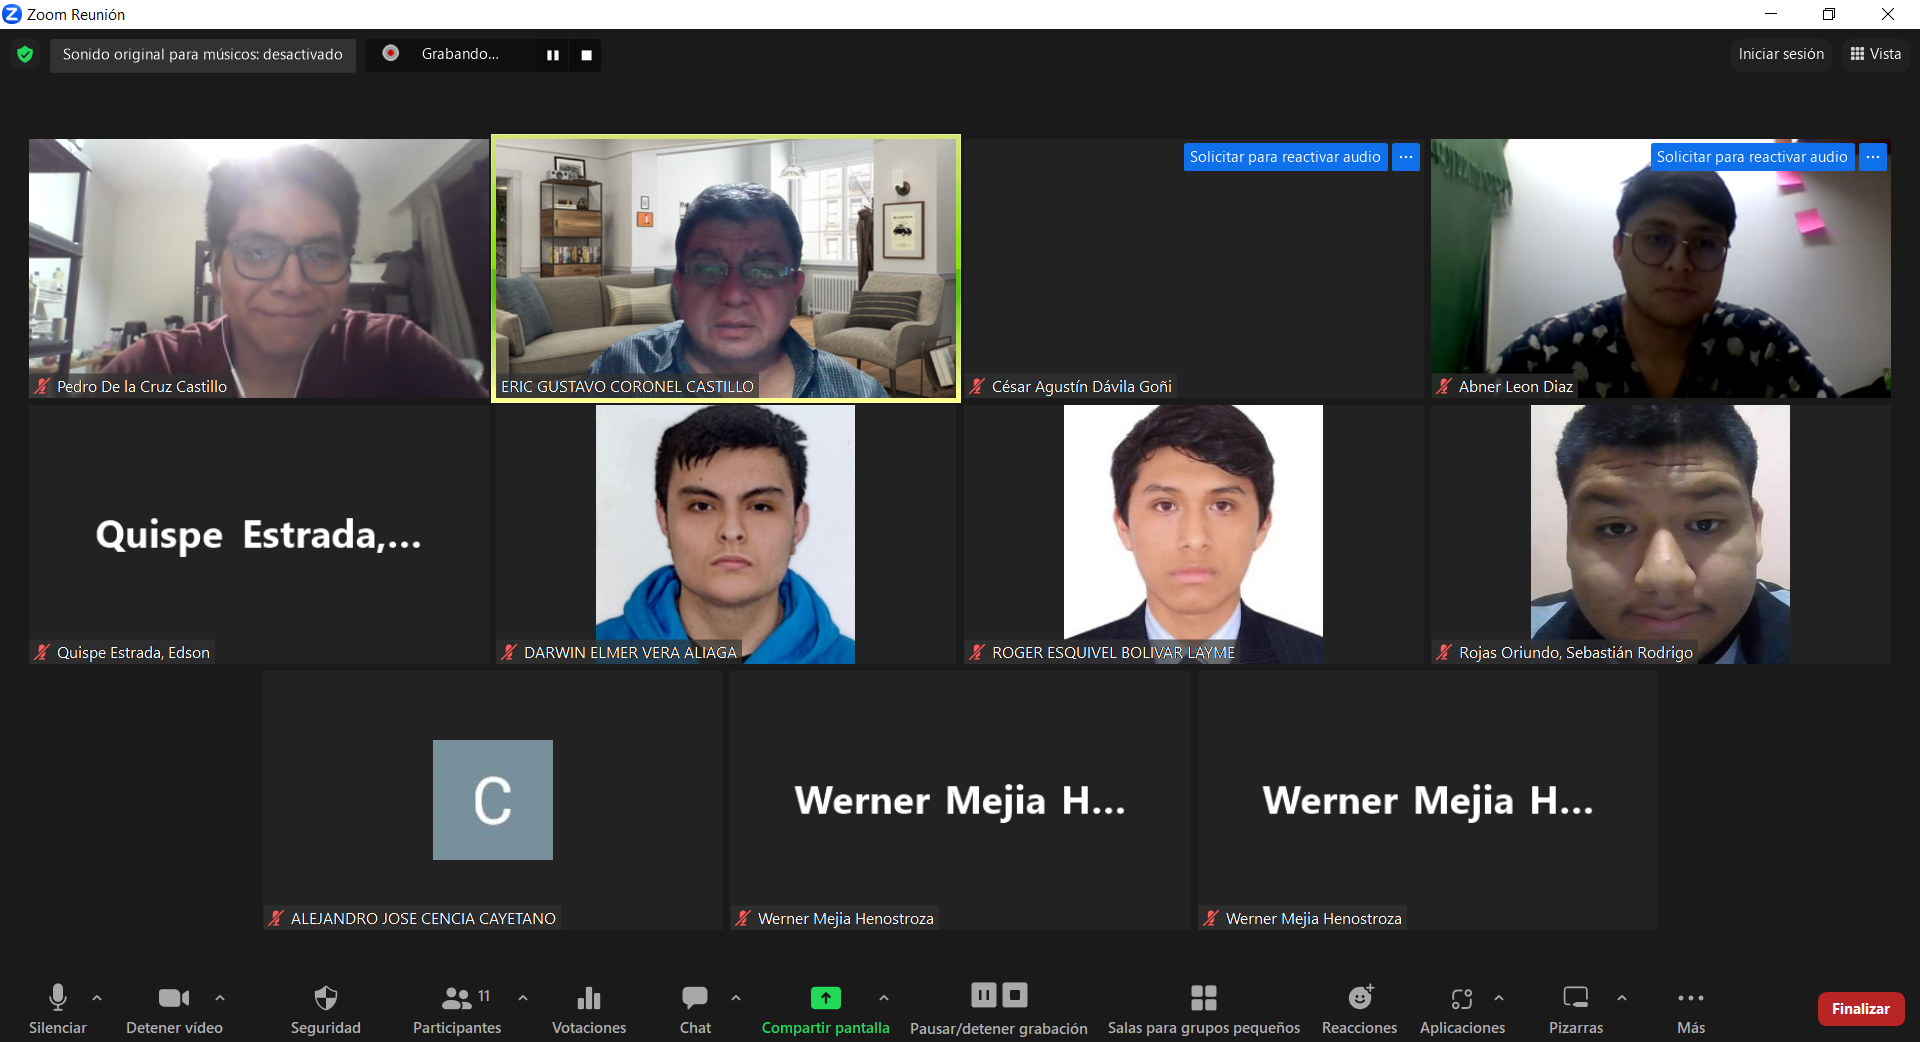 Zoom Reunión
Sonido original para músicos: desactivado
Grabando...
Iniciar sesión
Vista
Solicitar para reactivar audio
Solicitar para reactivar audio
Pedro De la Cruz Castillo
ERIC GUSTAVO CORONEL CASTILLO
César Agustín Dávila Goñi
Abner Leon Diaz
Quispe Estrada,...
Quispe Estrada, Edson
DARWIN ELMER VERA ALIAGA
ROGER ESQUIVEL BOLIVAR LAYME
Rojas Oriundo, Sebastián Rodrigo
C
Werner Mejia H...
Werner Mejia H...
ALEJANDRO JOSE CENCIA CAYETANO
Werner Mejia Henostroza
Werner Mejia Henostroza
11
Silenciar
Detener vídeo
Seguridad
Participantes
Votaciones
Chat
Compartir pantalla
Pausar/detener grabación
Salas para grupos pequeños
Reacciones
Aplicaciones
Pizarras
Más
Finalizar